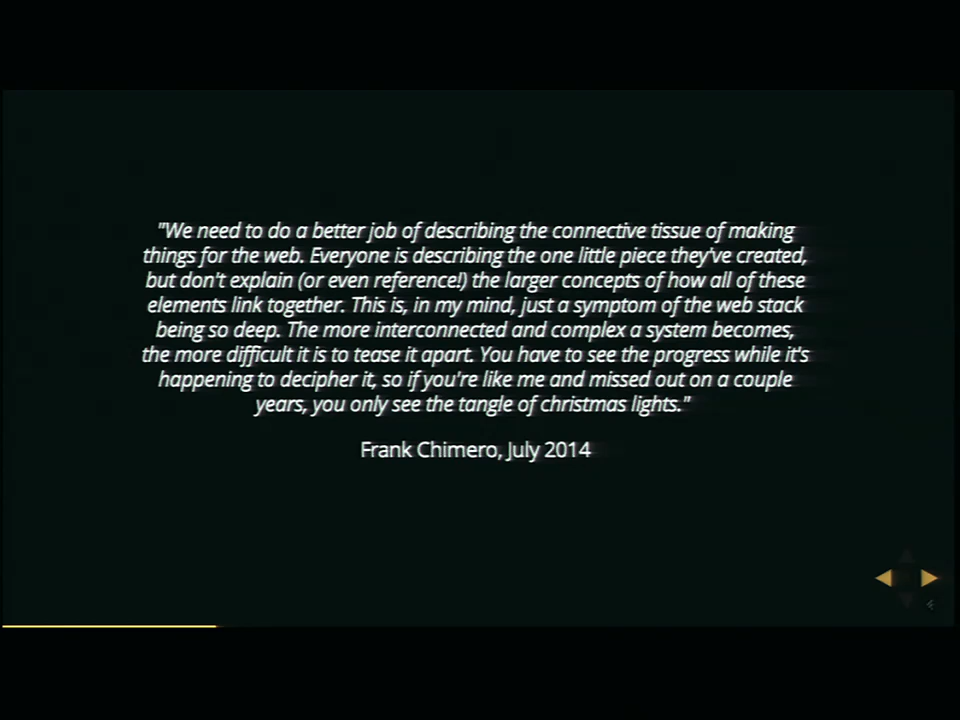 "We need to do a better job of describing the connective tissue of making
things for the web. Everyone is describing the one little piece they've created,
but don't explain (or even reference!) the larger concepts of how all of these
elements link together. This is, in my mind, just a symptom of the web stack
being so deep. The more interconnected and complex a system becomes,
the more difficult it is to tease it apart. You have to see the progress while it's
happening to decipher it, so if you're like me and missed out on a couple
years, you only see the tangle of christmas lights."
Frank Chimero, July 2014